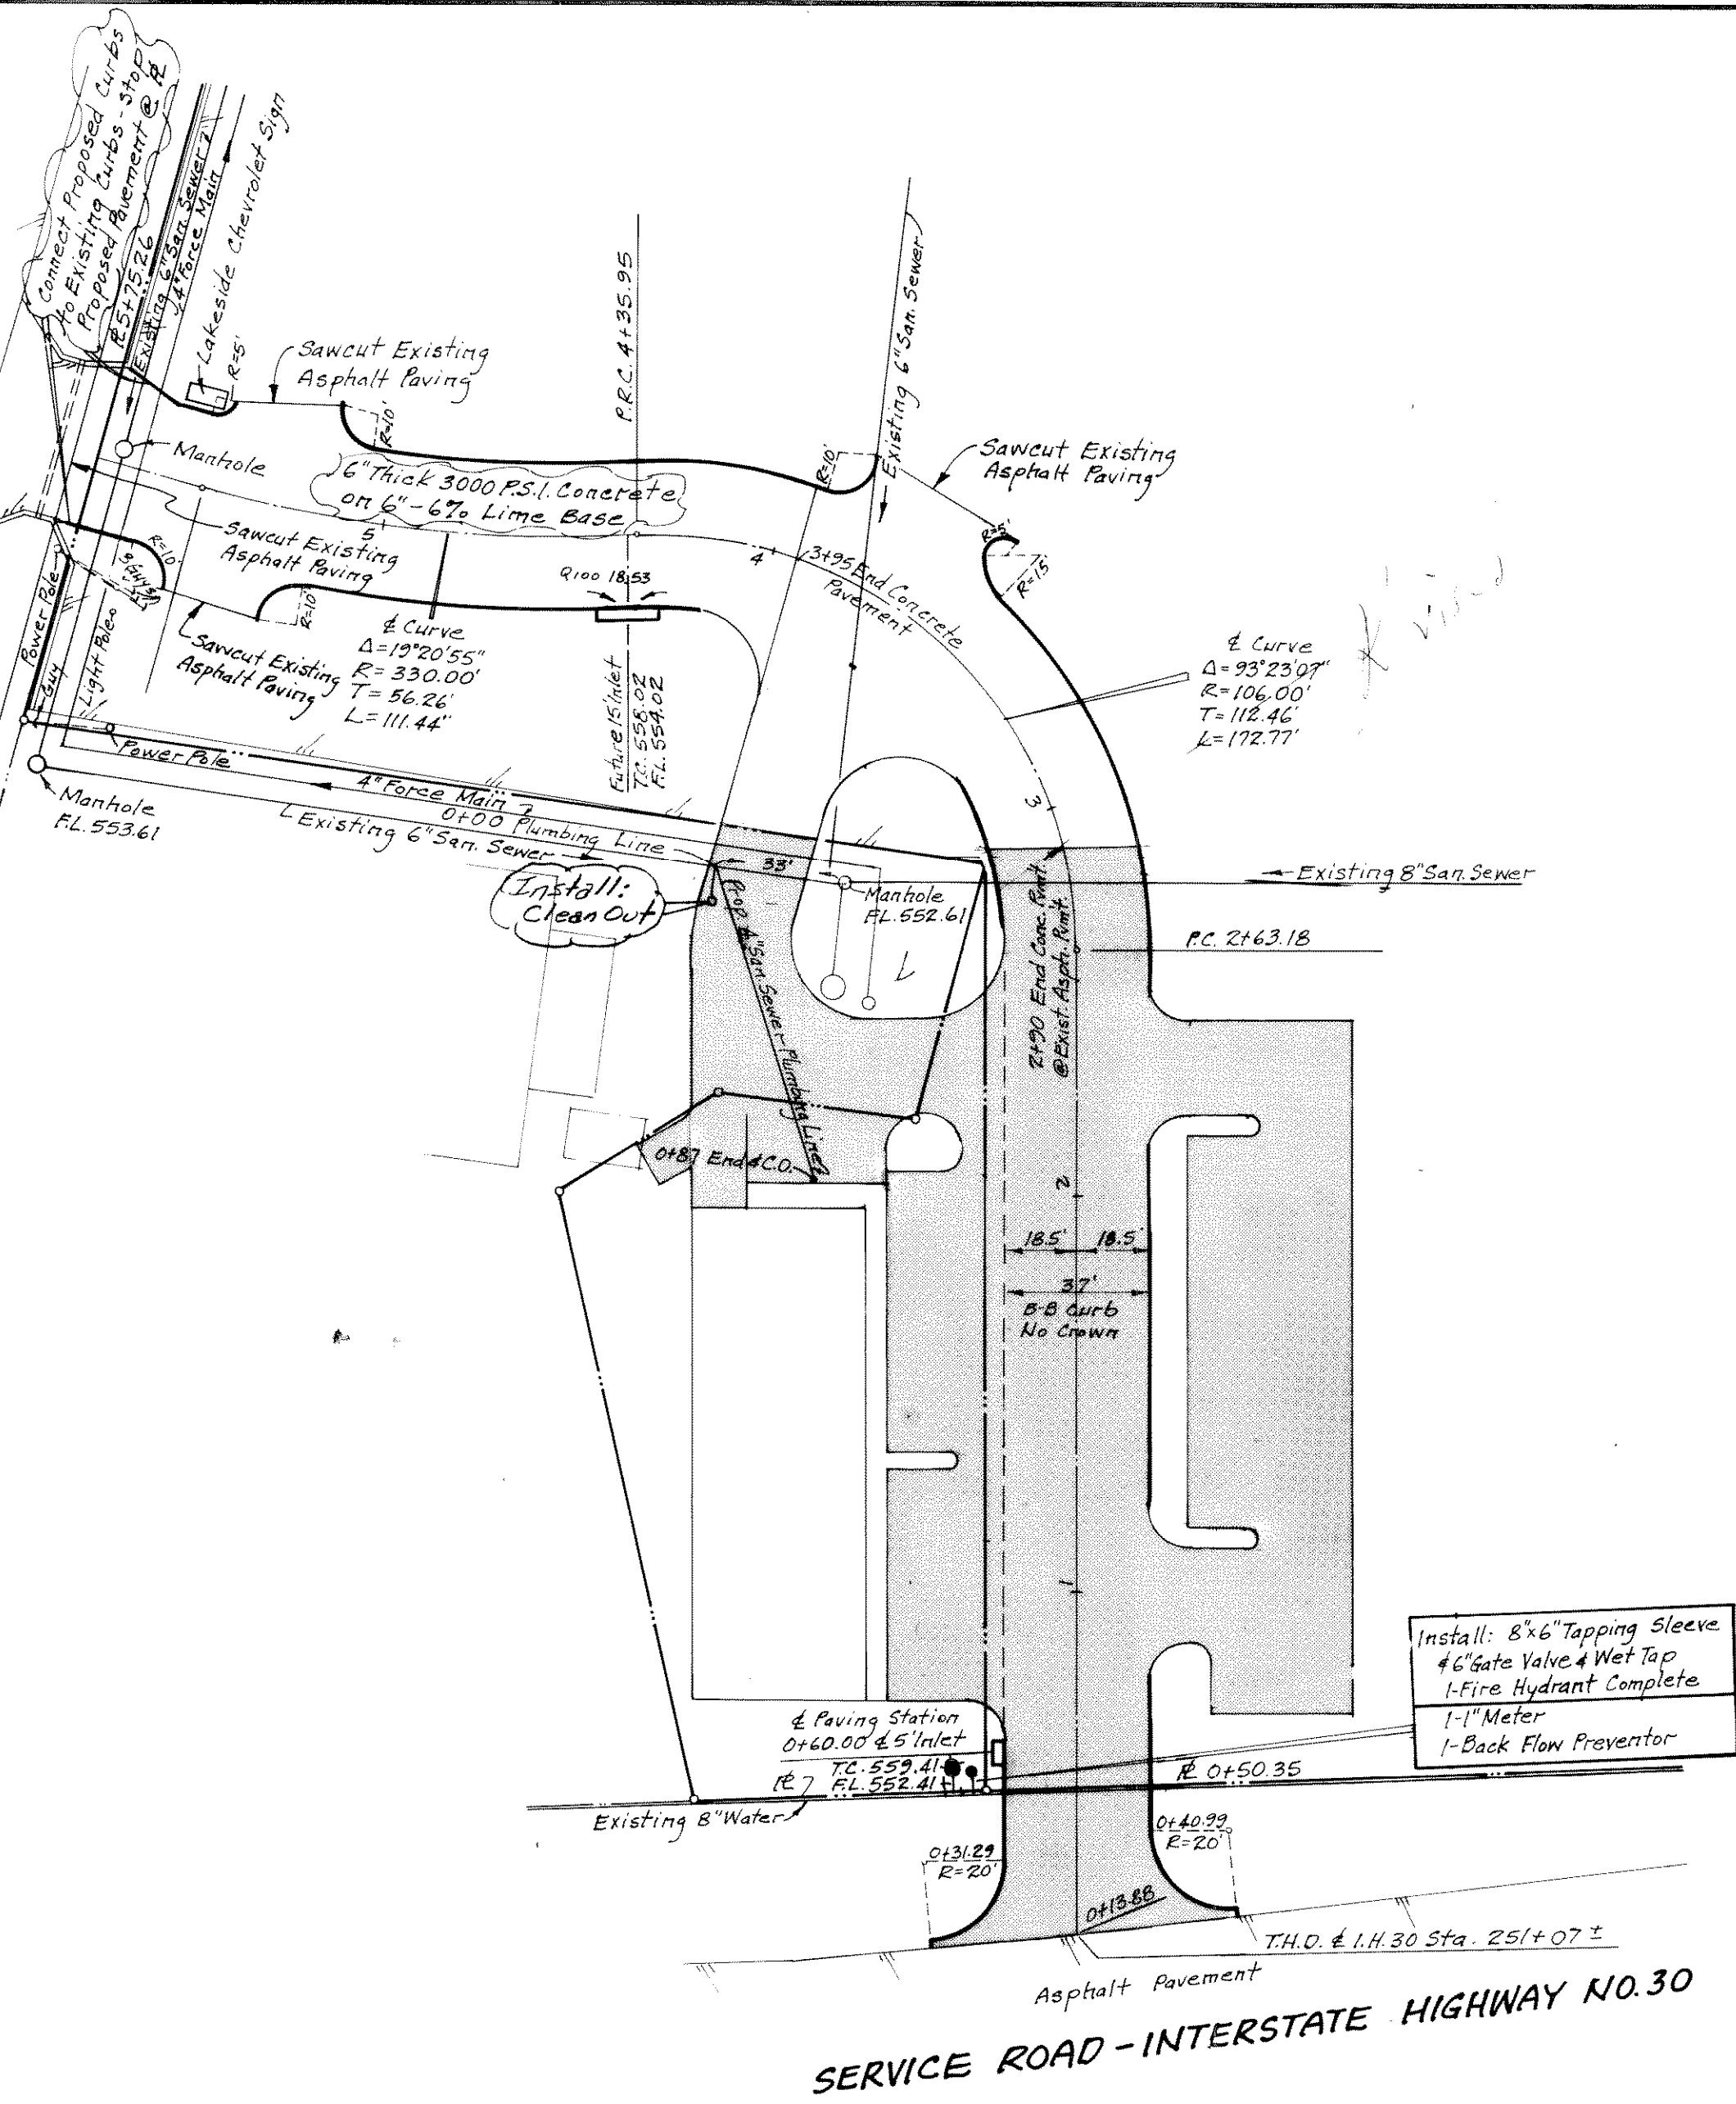 Connect Proposed Curbs
to Existing Curbs - Stop
Proposed Pavement @ ⅊
⅊ 5+75.26
Existing 6" San. Sewer
4" Force Main
Lakeside Chevrolet Sign
R=5'
Sawcut Existing
Asphalt Paving
R=10'
P.R.C. 4+35.95
Existing 6" San. Sewer
R=10'
Sawcut Existing
Asphalt Paving
R=5'
R=15'
Manhole
6" Thick 3000 P.S.I. Concrete
on 6"-6% Lime Base
5
4
3+95 End Concrete
Pavement
Sawcut Existing
Asphalt Paving
R=10'
Q100 18.53
Power Pole
Guy
Light Pole
R=10'
Sawcut Existing
Asphalt Paving
℄ Curve
Δ=19°20'55"
R=330.00'
T=56.26'
L=111.44"
Future 15' Inlet
T.C. 558.02
F.L. 554.02
℄ Curve
Δ=93°23'07"
R=106.00'
T=112.46'
L=172.77'
Power Pole
Manhole
F.L. 553.61
4" Force Main
0+00 Plumbing Line
Existing 6" San. Sewer
33'
3
Install:
Clean Out
Manhole
F.L. 552.61
Existing 8" San. Sewer
P.C. 2+63.18
2+90 End Conc. Pvmt.
@ Exist. Asph. Pvmt.
Prop. 4" San. Sewer Plumbing Line
0+87 End & C.O.
2
18.5'
18.5'
37'
B-B Curb
No Crown
1
Install: 8"x6" Tapping Sleeve
& 6" Gate Valve & Wet Tap
1-Fire Hydrant Complete
1-1" Meter
1-Back Flow Preventor
℄ Paving Station
0+60.00 ℄ 5' Inlet
T.C. 559.41
F.L. 552.41
⅊
⅊ 0+50.35
Existing 8" Water
0+31.29
R=20'
0+40.99
R=20'
0+13.88
T.H.D. ℄ I.H. 30 Sta. 251+07 ±
Asphalt Pavement
SERVICE ROAD - INTERSTATE HIGHWAY NO. 30